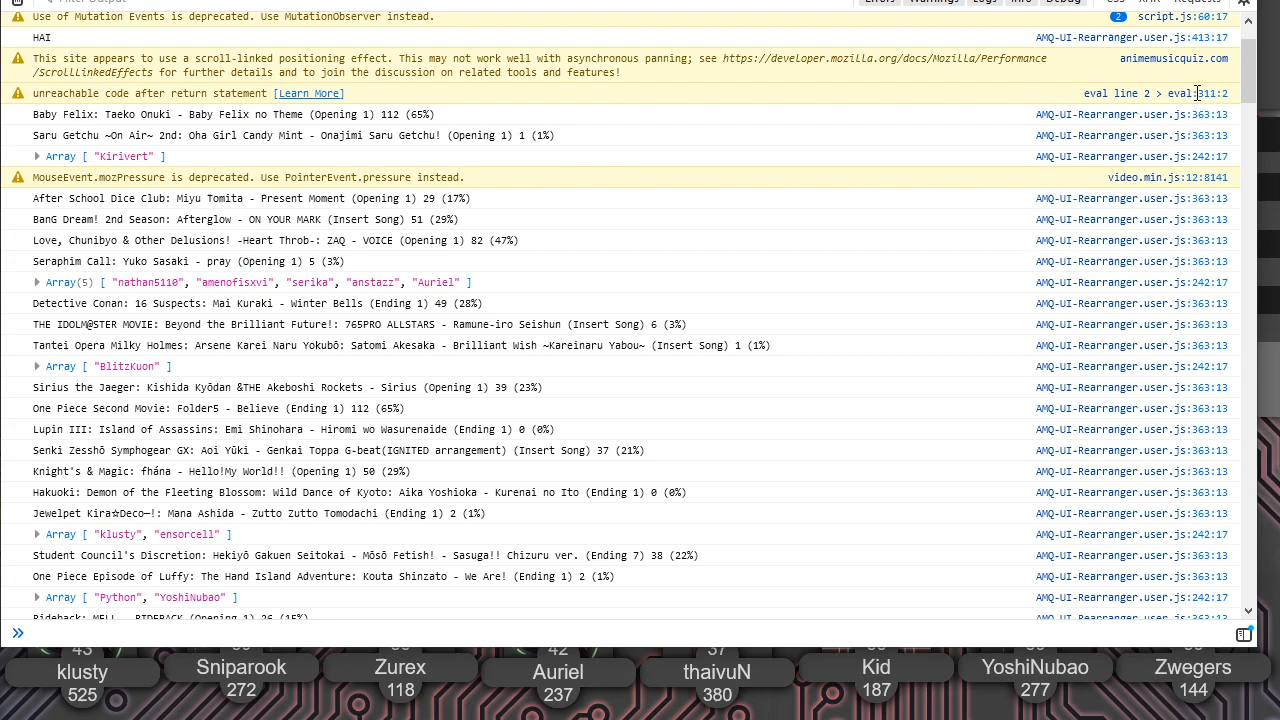 Filter Output Errors Warnings Logs Info Debug CSS XHR Requests
Use of Mutation Events is deprecated. Use MutationObserver instead. 2 script.js:60:17
HAI AMQ-UI-Rearranger.user.js:413:17
This site appears to use a scroll-linked positioning effect. This may not work well with asynchronous panning; see https://developer.mozilla.org/docs/Mozilla/Performance animemusicquiz.com
/ScrollLinkedEffects for further details and to join the discussion on related tools and features!
unreachable code after return statement [Learn More] eval line 2 > eval:311:2
Baby Felix: Taeko Onuki - Baby Felix no Theme (Opening 1) 112 (65%) AMQ-UI-Rearranger.user.js:363:13
Saru Getchu ~On Air~ 2nd: Oha Girl Candy Mint - Onajimi Saru Getchu! (Opening 1) 1 (1%) AMQ-UI-Rearranger.user.js:363:13
Array [ "Kirivert" ] AMQ-UI-Rearranger.user.js:242:17
MouseEvent.mozPressure is deprecated. Use PointerEvent.pressure instead. video.min.js:12:8141
After School Dice Club: Miyu Tomita - Present Moment (Opening 1) 29 (17%) AMQ-UI-Rearranger.user.js:363:13
BanG Dream! 2nd Season: Afterglow - ON YOUR MARK (Insert Song) 51 (29%) AMQ-UI-Rearranger.user.js:363:13
Love, Chunibyo & Other Delusions! -Heart Throb-: ZAQ - VOICE (Opening 1) 82 (47%) AMQ-UI-Rearranger.user.js:363:13
Seraphim Call: Yuko Sasaki - pray (Opening 1) 5 (3%) AMQ-UI-Rearranger.user.js:363:13
Array(5) [ "nathan5110", "amenofisxvi", "serika", "anstazz", "Auriel" ] AMQ-UI-Rearranger.user.js:242:17
Detective Conan: 16 Suspects: Mai Kuraki - Winter Bells (Ending 1) 49 (28%) AMQ-UI-Rearranger.user.js:363:13
THE IDOLM@STER MOVIE: Beyond the Brilliant Future!: 765PRO ALLSTARS - Ramune-iro Seishun (Insert Song) 6 (3%) AMQ-UI-Rearranger.user.js:363:13
Tantei Opera Milky Holmes: Arsene Karei Naru Yokubō: Satomi Akesaka - Brilliant Wish ~Kareinaru Yabou~ (Insert Song) 1 (1%) AMQ-UI-Rearranger.user.js:363:13
Array [ "BlitzKuon" ] AMQ-UI-Rearranger.user.js:242:17
Sirius the Jaeger: Kishida Kyōdan &THE Akeboshi Rockets - Sirius (Opening 1) 39 (23%) AMQ-UI-Rearranger.user.js:363:13
One Piece Second Movie: Folder5 - Believe (Ending 1) 112 (65%) AMQ-UI-Rearranger.user.js:363:13
Lupin III: Island of Assassins: Emi Shinohara - Hiromi wo Wasurenaide (Ending 1) 0 (0%) AMQ-UI-Rearranger.user.js:363:13
Senki Zesshō Symphogear GX: Aoi Yūki - Genkai Toppa G-beat(IGNITED arrangement) (Insert Song) 37 (21%) AMQ-UI-Rearranger.user.js:363:13
Knight's & Magic: fhána - Hello!My World!! (Opening 1) 50 (29%) AMQ-UI-Rearranger.user.js:363:13
Hakuoki: Demon of the Fleeting Blossom: Wild Dance of Kyoto: Aika Yoshioka - Kurenai no Ito (Ending 1) 0 (0%) AMQ-UI-Rearranger.user.js:363:13
Jewelpet Kira☆Deco—!: Mana Ashida - Zutto Zutto Tomodachi (Ending 1) 2 (1%) AMQ-UI-Rearranger.user.js:363:13
Array [ "klusty", "ensorcell" ] AMQ-UI-Rearranger.user.js:242:17
Student Council's Discretion: Hekiyō Gakuen Seitokai - Mōsō Fetish! - Sasuga!! Chizuru ver. (Ending 7) 38 (22%) AMQ-UI-Rearranger.user.js:363:13
One Piece Episode of Luffy: The Hand Island Adventure: Kouta Shinzato - We Are! (Ending 1) 2 (1%) AMQ-UI-Rearranger.user.js:363:13
Array [ "Python", "YoshiNubao" ] AMQ-UI-Rearranger.user.js:242:17
Rideback: MELL - RIDEBACK (Opening 1) 26 (15%) AMQ-UI-Rearranger.user.js:363:13
43 42 37
klusty Sniparook Zurex Auriel thaivuN Kid YoshiNubao Zwegers
525 272 118 237 380 187 277 144